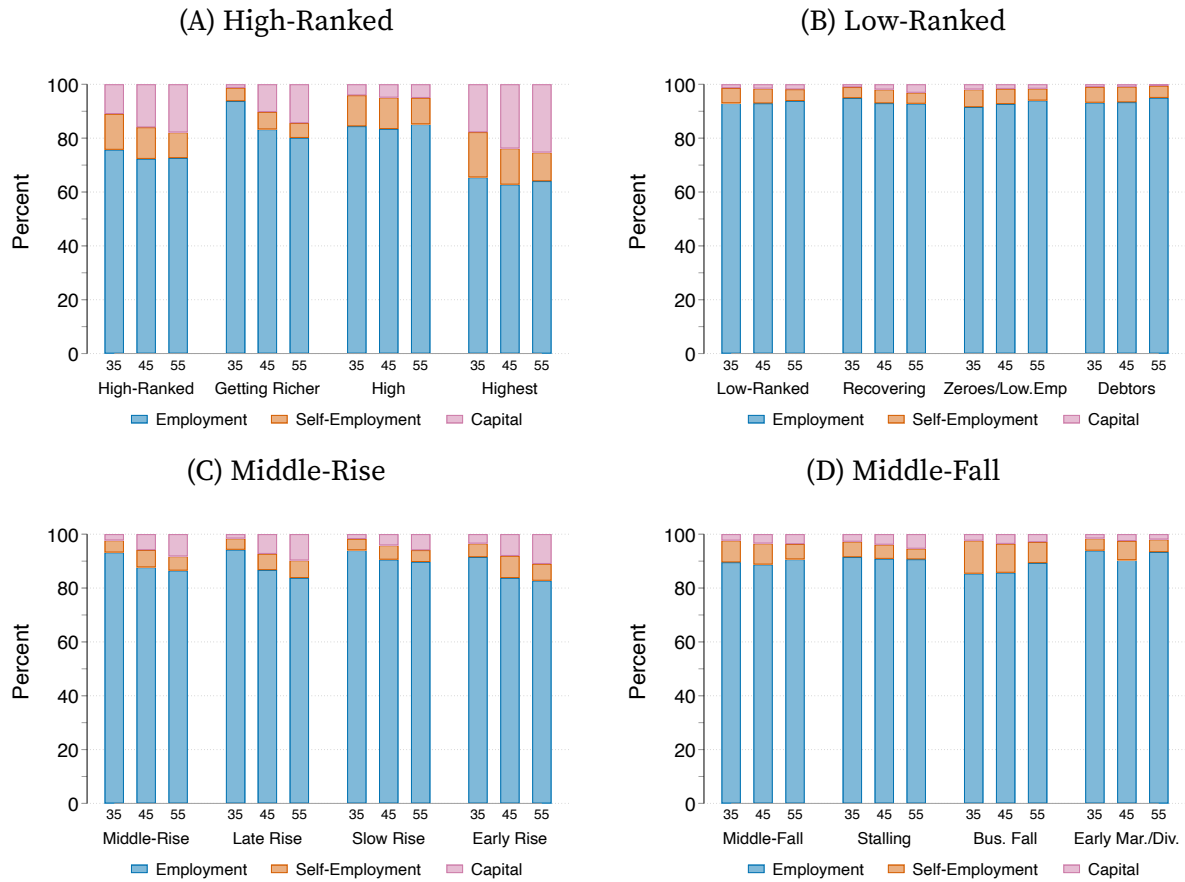 (A) High-Ranked
Percent
100
80
60
40
20
0
35 45 55 35 45 55 35 45 55 35 45 55
High-Ranked Getting Richer High Highest
Employment Self-Employment Capital
(B) Low-Ranked
Percent
100
80
60
40
20
0
35 45 55 35 45 55 35 45 55 35 45 55
Low-Ranked Recovering Zeroes/Low.Emp Debtors
Employment Self-Employment Capital
(C) Middle-Rise
Percent
100
80
60
40
20
0
35 45 55 35 45 55 35 45 55 35 45 55
Middle-Rise Late Rise Slow Rise Early Rise
Employment Self-Employment Capital
(D) Middle-Fall
Percent
100
80
60
40
20
0
35 45 55 35 45 55 35 45 55 35 45 55
Middle-Fall Stalling Bus. Fall Early Mar./Div.
Employment Self-Employment Capital